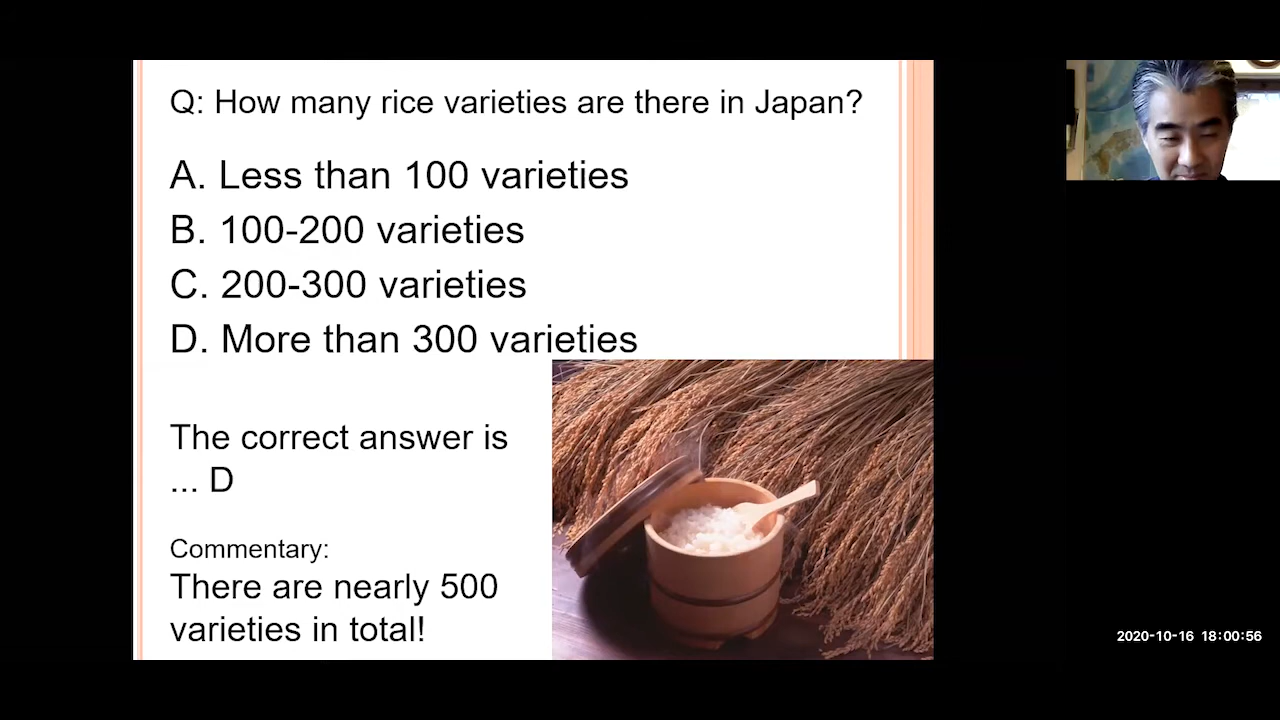 Q: How many rice varieties are there in Japan?
A. Less than 100 varieties
B. 100-200 varieties
C. 200-300 varieties
D. More than 300 varieties
The correct answer is
... D
Commentary:
There are nearly 500
varieties in total!
2020-10-16 18:00:56